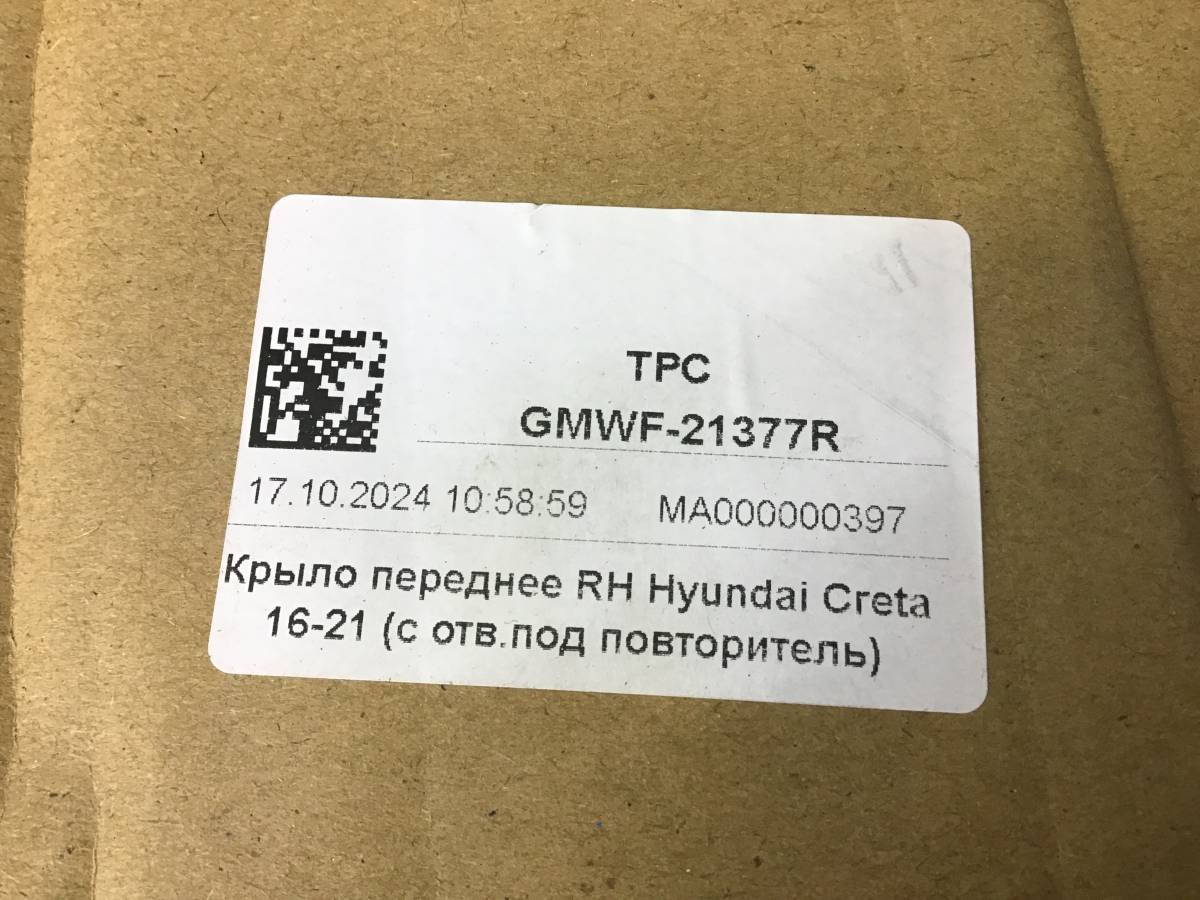 TPC
GMWF-21377R
17.10.2024 10:58:59 MA000000397
Крыло переднее RH Hyundai Creta
16-21 (с отв.под повторитель)